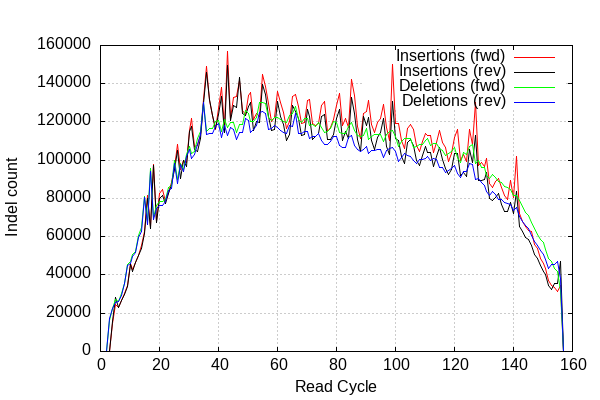 160000
140000
120000
100000
80000
60000
40000
20000
0
Indel count
Insertions (fwd)
Insertions (rev)
Deletions (fwd)
Deletions (rev)
0 20 40 60 80 100 120 140 160
Read Cycle